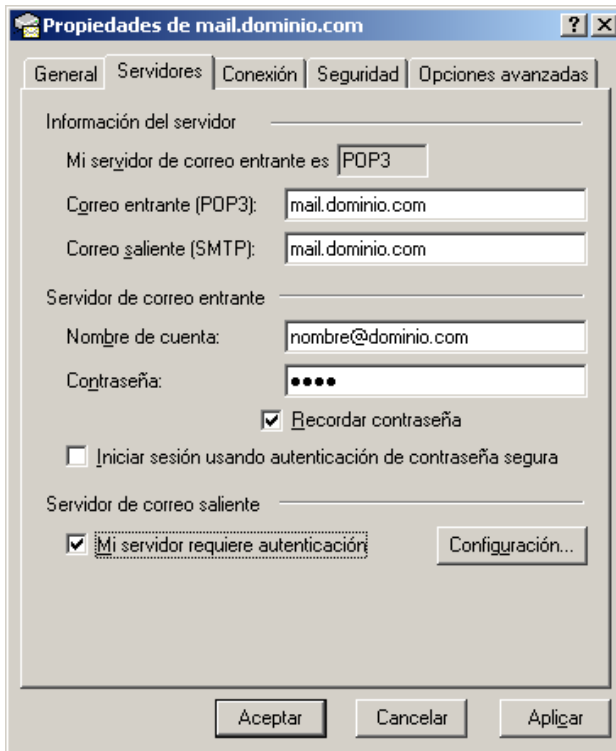 Propiedades de mail.dominio.com
General Servidores Conexión Seguridad Opciones avanzadas
Información del servidor
Mi servidor de correo entrante es POP3
Correo entrante (POP3): mail.dominio.com
Correo saliente (SMTP): mail.dominio.com
Servidor de correo entrante
Nombre de cuenta: nombre@dominio.com
Contraseña: ●●●●
Recordar contraseña
Iniciar sesión usando autenticación de contraseña segura
Servidor de correo saliente
Mi servidor requiere autenticación Configuración...
Aceptar Cancelar Aplicar